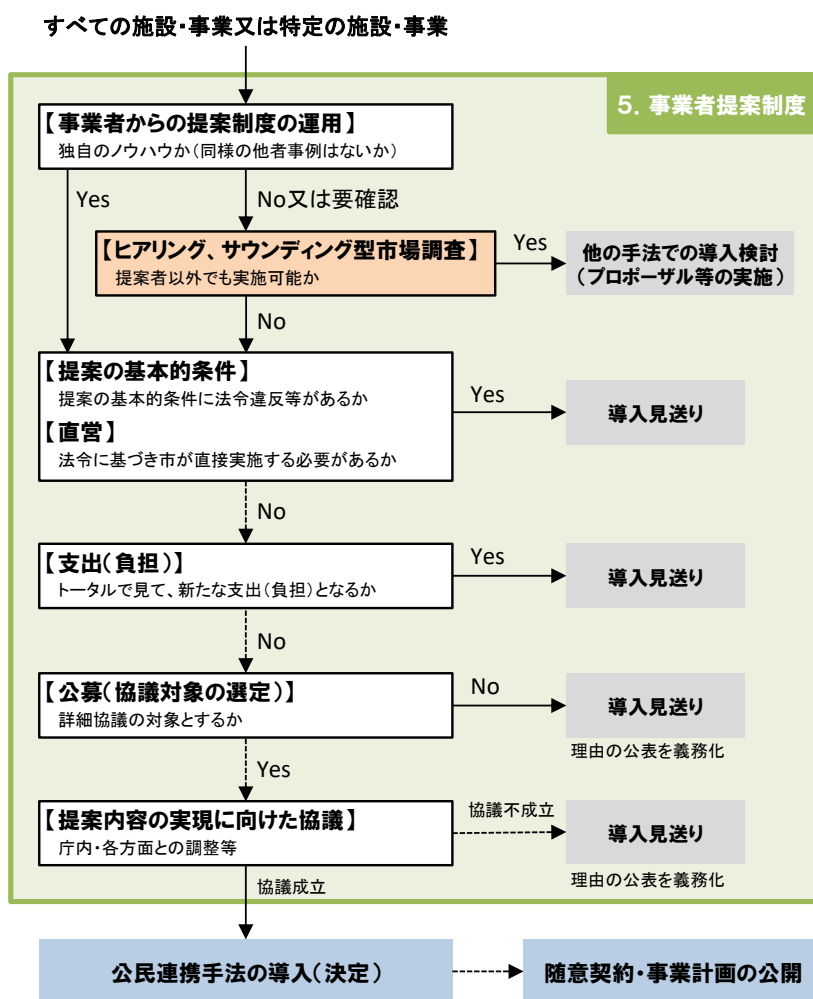 すべての施設・事業又は特定の施設・事業
5．事業者提案制度
【事業者からの提案制度の運用】
独自のノウハウか（同様の他者事例はないか）
Yes
No又は要確認
【ヒアリング、サウンディング型市場調査】
提案者以外でも実施可能か
Yes
他の手法での導入検討
（プロポーザル等の実施）
No
【提案の基本的条件】
提案の基本的条件に法令違反等があるか
【直営】
法令に基づき市が直接実施する必要があるか
Yes
導入見送り
No
【支出（負担）】
トータルで見て、新たな支出（負担）となるか
Yes
導入見送り
No
【公募（協議対象の選定）】
詳細協議の対象とするか
No
導入見送り
理由の公表を義務化
Yes
【提案内容の実現に向けた協議】
庁内・各方面との調整等
協議不成立
導入見送り
理由の公表を義務化
協議成立
公民連携手法の導入（決定）
随意契約・事業計画の公開